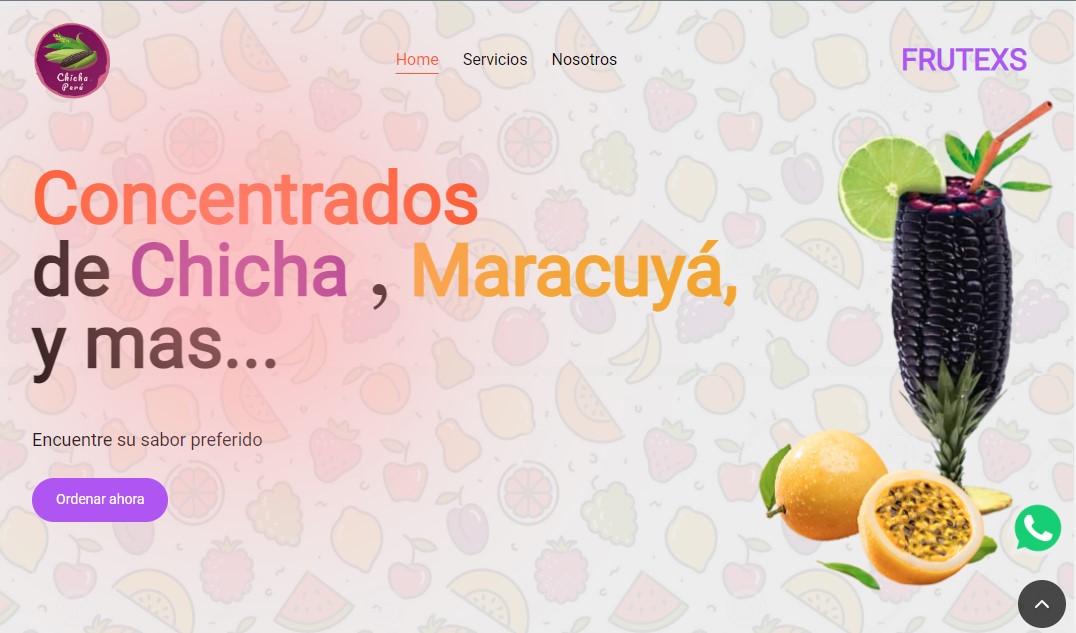 Chicha
Perú
Home Servicios Nosotros
FRUTEXS
Concentrados
de Chicha , Maracuyá,
y mas...
Encuentre su sabor preferido
Ordenar ahora